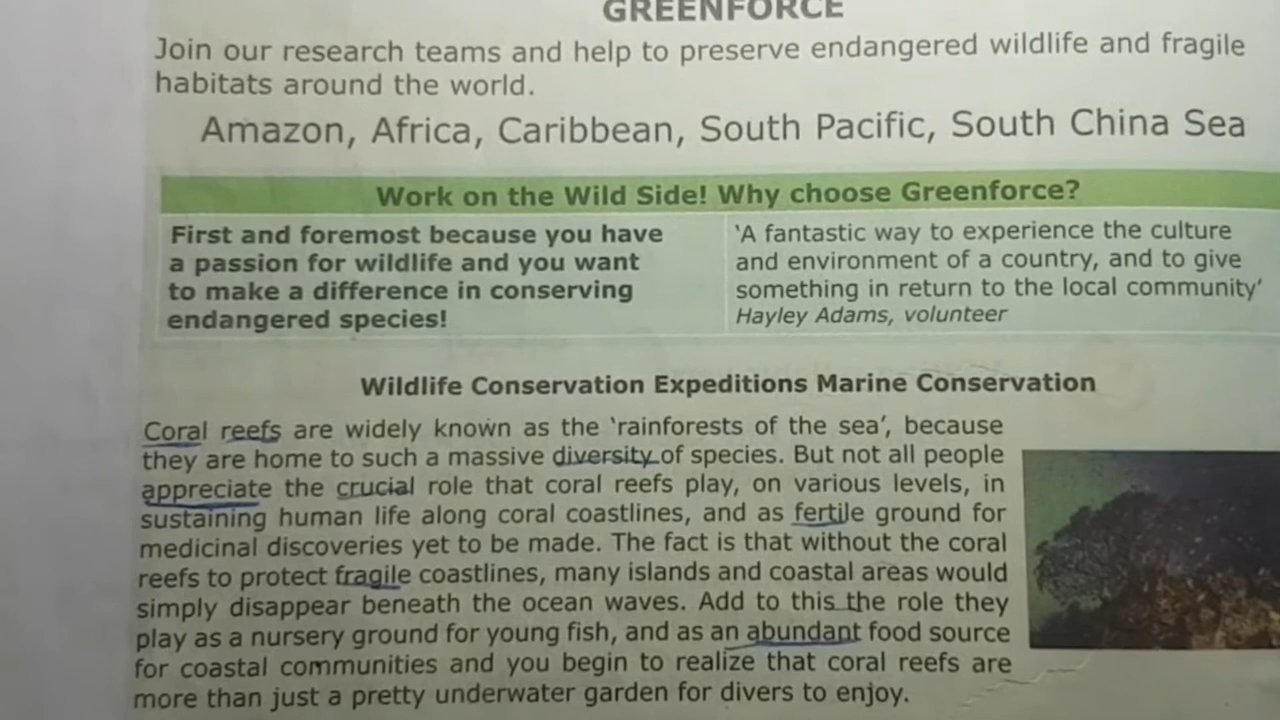 GREENFORCE
Join our research teams and help to preserve endangered wildlife and fragile
habitats around the world.
Amazon, Africa, Caribbean, South Pacific, South China Sea
Work on the Wild Side! Why choose Greenforce?
First and foremost because you have
a passion for wildlife and you want
to make a difference in conserving
endangered species!
‘A fantastic way to experience the culture
and environment of a country, and to give
something in return to the local community’
Hayley Adams, volunteer
Wildlife Conservation Expeditions Marine Conservation
Coral reefs are widely known as the ‘rainforests of the sea’, because
they are home to such a massive diversity of species. But not all people
appreciate the crucial role that coral reefs play, on various levels, in
sustaining human life along coral coastlines, and as fertile ground for
medicinal discoveries yet to be made. The fact is that without the coral
reefs to protect fragile coastlines, many islands and coastal areas would
simply disappear beneath the ocean waves. Add to this the role they
play as a nursery ground for young fish, and as an abundant food source
for coastal communities and you begin to realize that coral reefs are
more than just a pretty underwater garden for divers to enjoy.